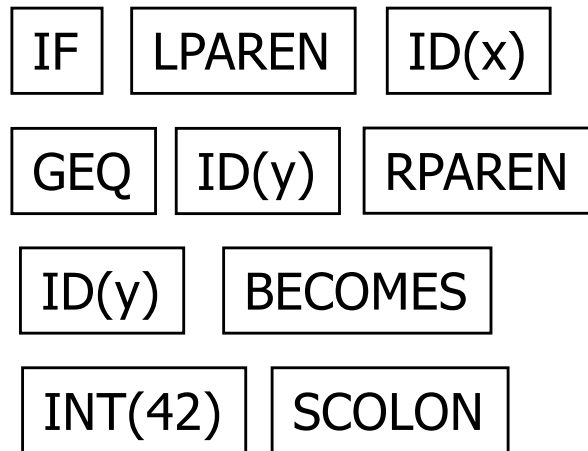 IF LPAREN ID(x)
GEQ ID(y) RPAREN
ID(y) BECOMES
INT(42) SCOLON